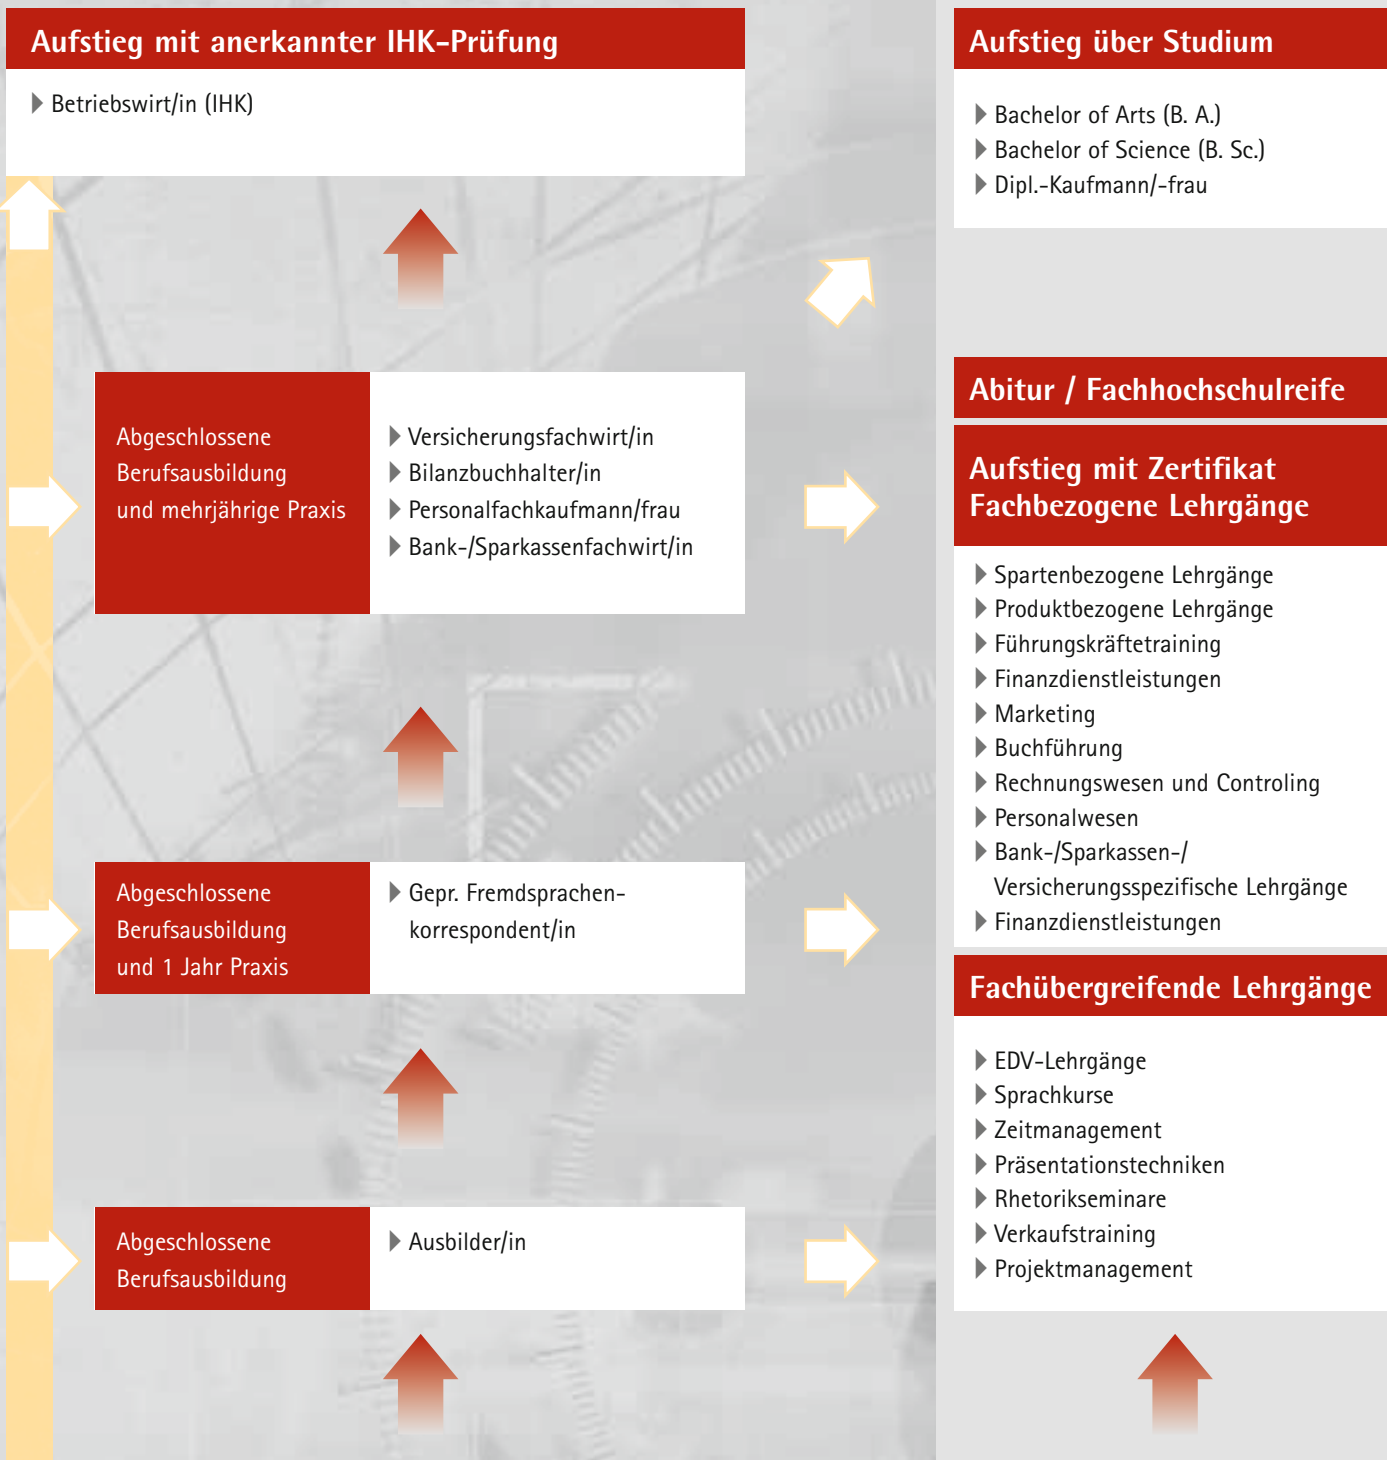 Aufstieg mit anerkannter IHK-Prüfung
Betriebswirt/in (IHK)
Abgeschlossene
Berufsausbildung
und mehrjährige Praxis
Versicherungsfachwirt/in
Bilanzbuchhalter/in
Personalfachkaufmann/frau
Bank-/Sparkassenfachwirt/in
Abgeschlossene
Berufsausbildung
und 1 Jahr Praxis
Gepr. Fremdsprachen-
korrespondent/in
Abgeschlossene
Berufsausbildung
Ausbilder/in
Aufstieg über Studium
Bachelor of Arts (B. A.)
Bachelor of Science (B. Sc.)
Dipl.-Kaufmann/-frau
Abitur / Fachhochschulreife
Aufstieg mit Zertifikat
Fachbezogene Lehrgänge
Spartenbezogene Lehrgänge
Produktbezogene Lehrgänge
Führungskräftetraining
Finanzdienstleistungen
Marketing
Buchführung
Rechnungswesen und Controling
Personalwesen
Bank-/Sparkassen-/
Versicherungsspezifische Lehrgänge
Finanzdienstleistungen
Fachübergreifende Lehrgänge
EDV-Lehrgänge
Sprachkurse
Zeitmanagement
Präsentationstechniken
Rhetorikseminare
Verkaufstraining
Projektmanagement